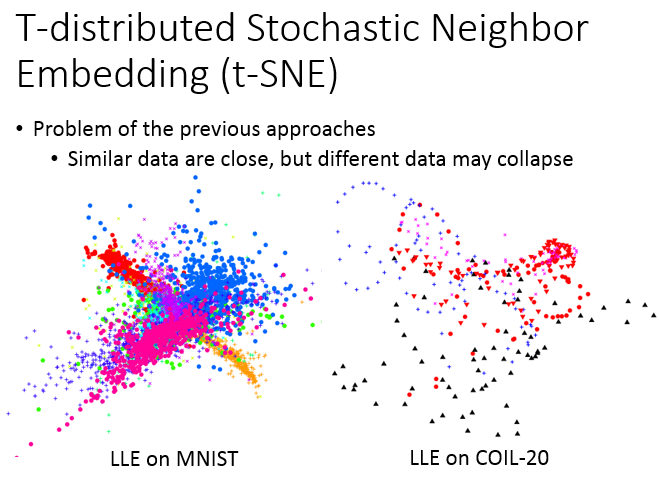 T-distributed Stochastic Neighbor
Embedding (t-SNE)
• Problem of the previous approaches
• Similar data are close, but different data may collapse
LLE on MNIST
LLE on COIL-20